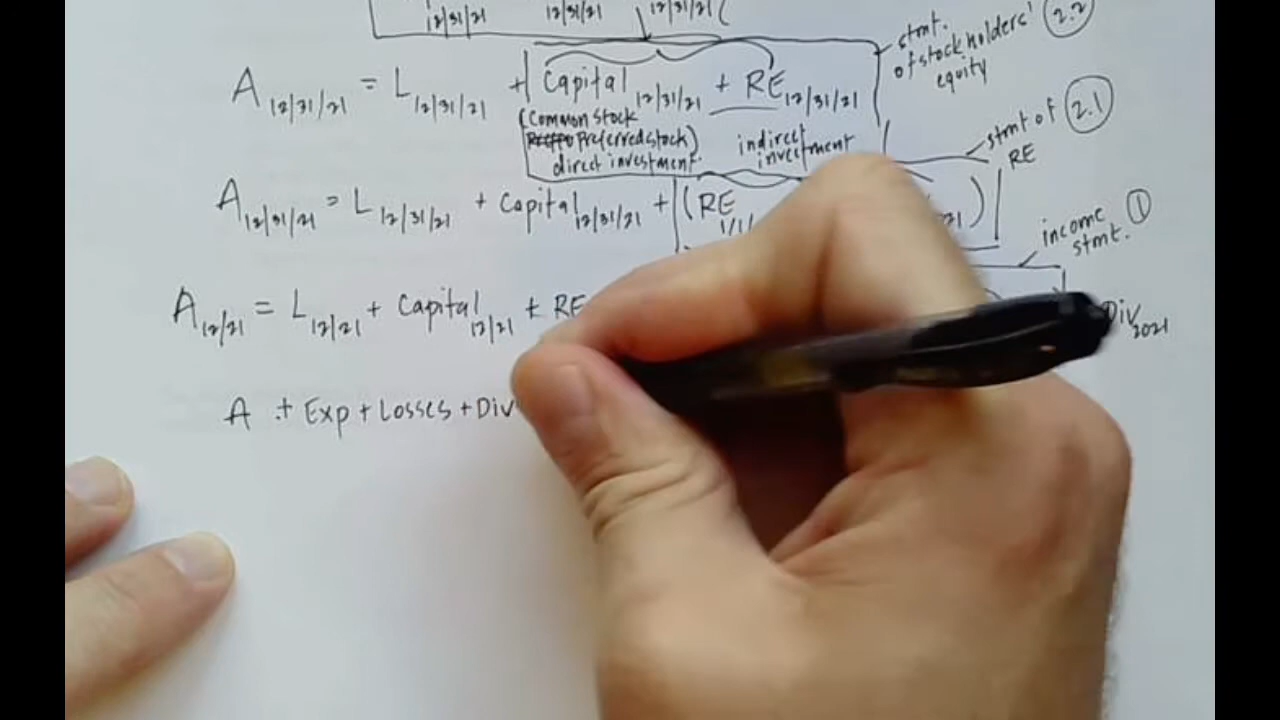 12/31/21 12/31/21 12/31/21
stmt. 2.2
of stockholders'
equity
A 12/31/21 = L 12/31/21 + Capital 12/31/21 + RE 12/31/21
(Common stock
Preferred stock) indirect
direct investment. investment
stmt of 2.1
RE
A 12/31/21 = L 12/31/21 + Capital 12/31/21 + (RE 1/1/ 021)
income 1
stmt.
A 12/21 = L 12/21 + Capital 12/21 + RE Div 2021
A + Exp + Losses + Div